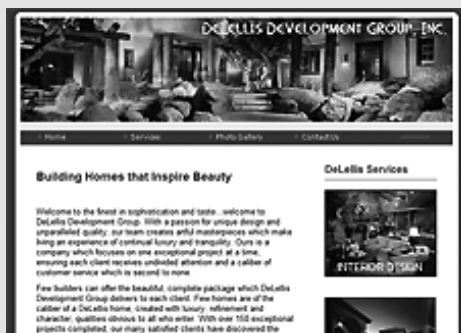 DELELLIS DEVELOPMENT GROUP, INC.
Home Services Photo Gallery Contact Us
Building Homes that Inspire Beauty
Welcome to the finest in sophistication and taste...welcome to
DeLellis Development Group. With a passion for unique design and
unparalleled quality, our team creates artful masterpieces which make
living an experience of continual luxury and tranquility. Ours is a
company which focuses on one exceptional project at a time,
ensuring each client receives undivided attention and a caliber of
customer service which is second to none.
Few builders can offer the beautiful, complete package which DeLellis
Development Group delivers to each client. Few homes are of the
caliber of a DeLellis home, created with luxury, refinement and
character, qualities obvious to all who enter. With over 150 exceptional
projects completed, our many satisfied clients have discovered the
DeLellis Services
INTERIOR DESIGN